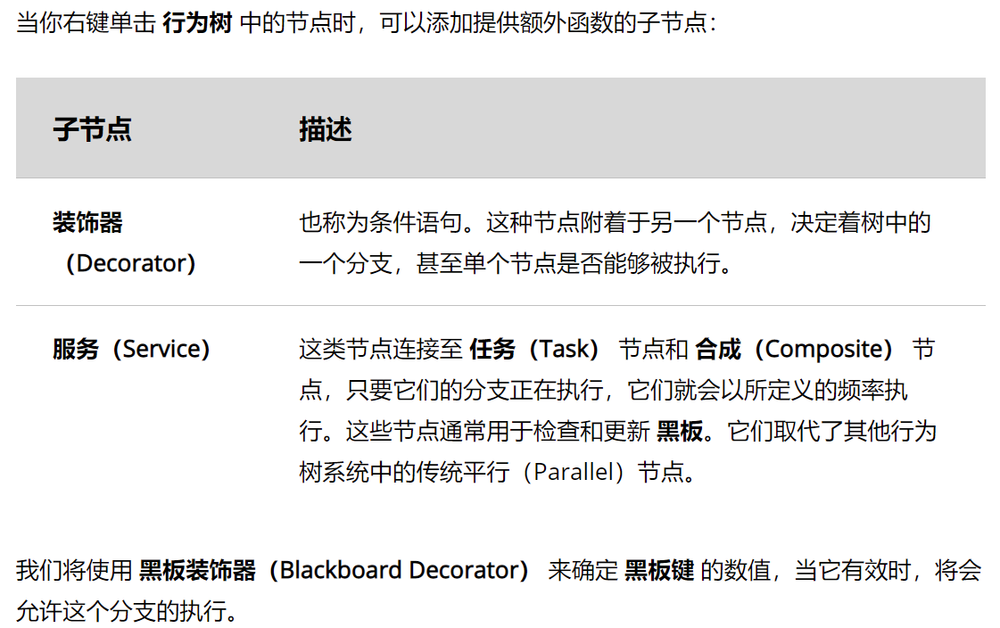 当你右键单击 行为树 中的节点时，可以添加提供额外函数的子节点：
子节点 描述
装饰器
（Decorator）
也称为条件语句。这种节点附着于另一个节点，决定着树中的
一个分支，甚至单个节点是否能够被执行。
服务（Service）
这类节点连接至 任务（Task） 节点和 合成（Composite） 节
点，只要它们的分支正在执行，它们就会以所定义的频率执
行。这些节点通常用于检查和更新 黑板。它们取代了其他行为
树系统中的传统平行（Parallel）节点。
我们将使用 黑板装饰器（Blackboard Decorator） 来确定 黑板键 的数值，当它有效时，将会
允许这个分支的执行。